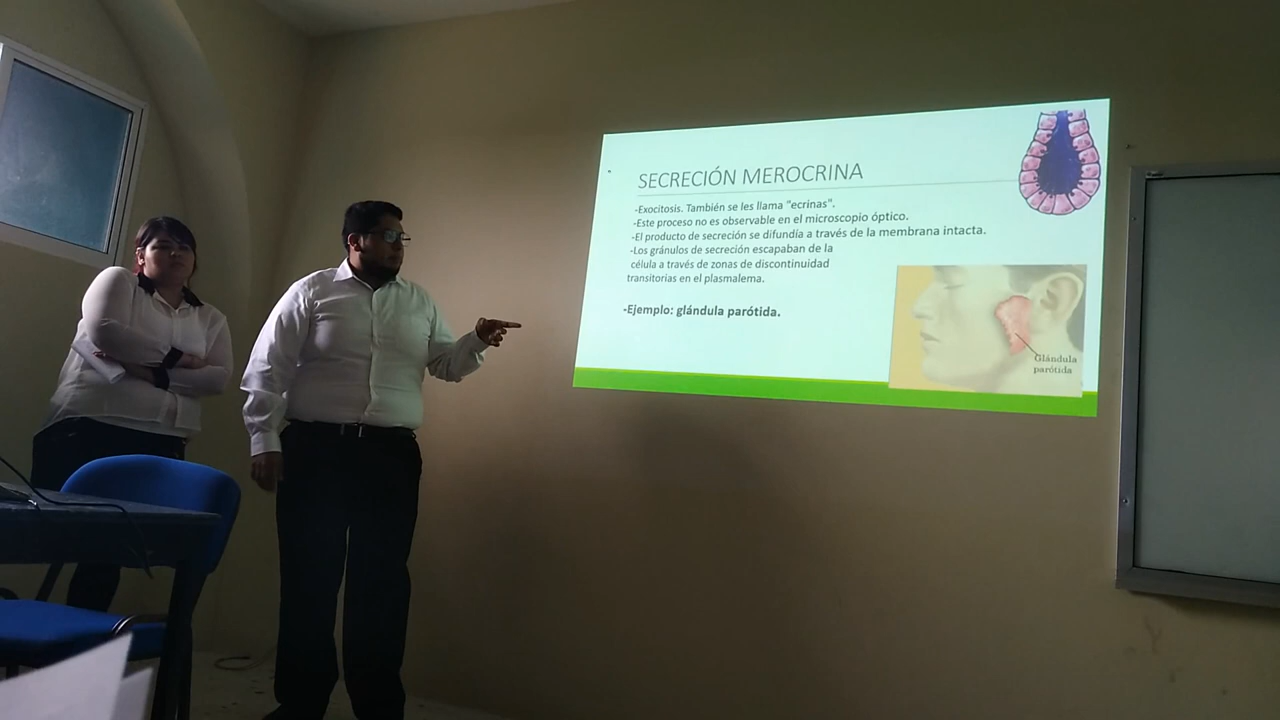 SECRECIÓN MEROCRINA
-Exocitosis. También se les llama "ecrinas".
-Este proceso no es observable en el microscopio óptico.
-El producto de secreción se difundía a través de la membrana intacta.
-Los gránulos de secreción escapaban de la
célula a través de zonas de discontinuidad
transitorias en el plasmalema.
-Ejemplo: glándula parótida.
Glándula
parótida